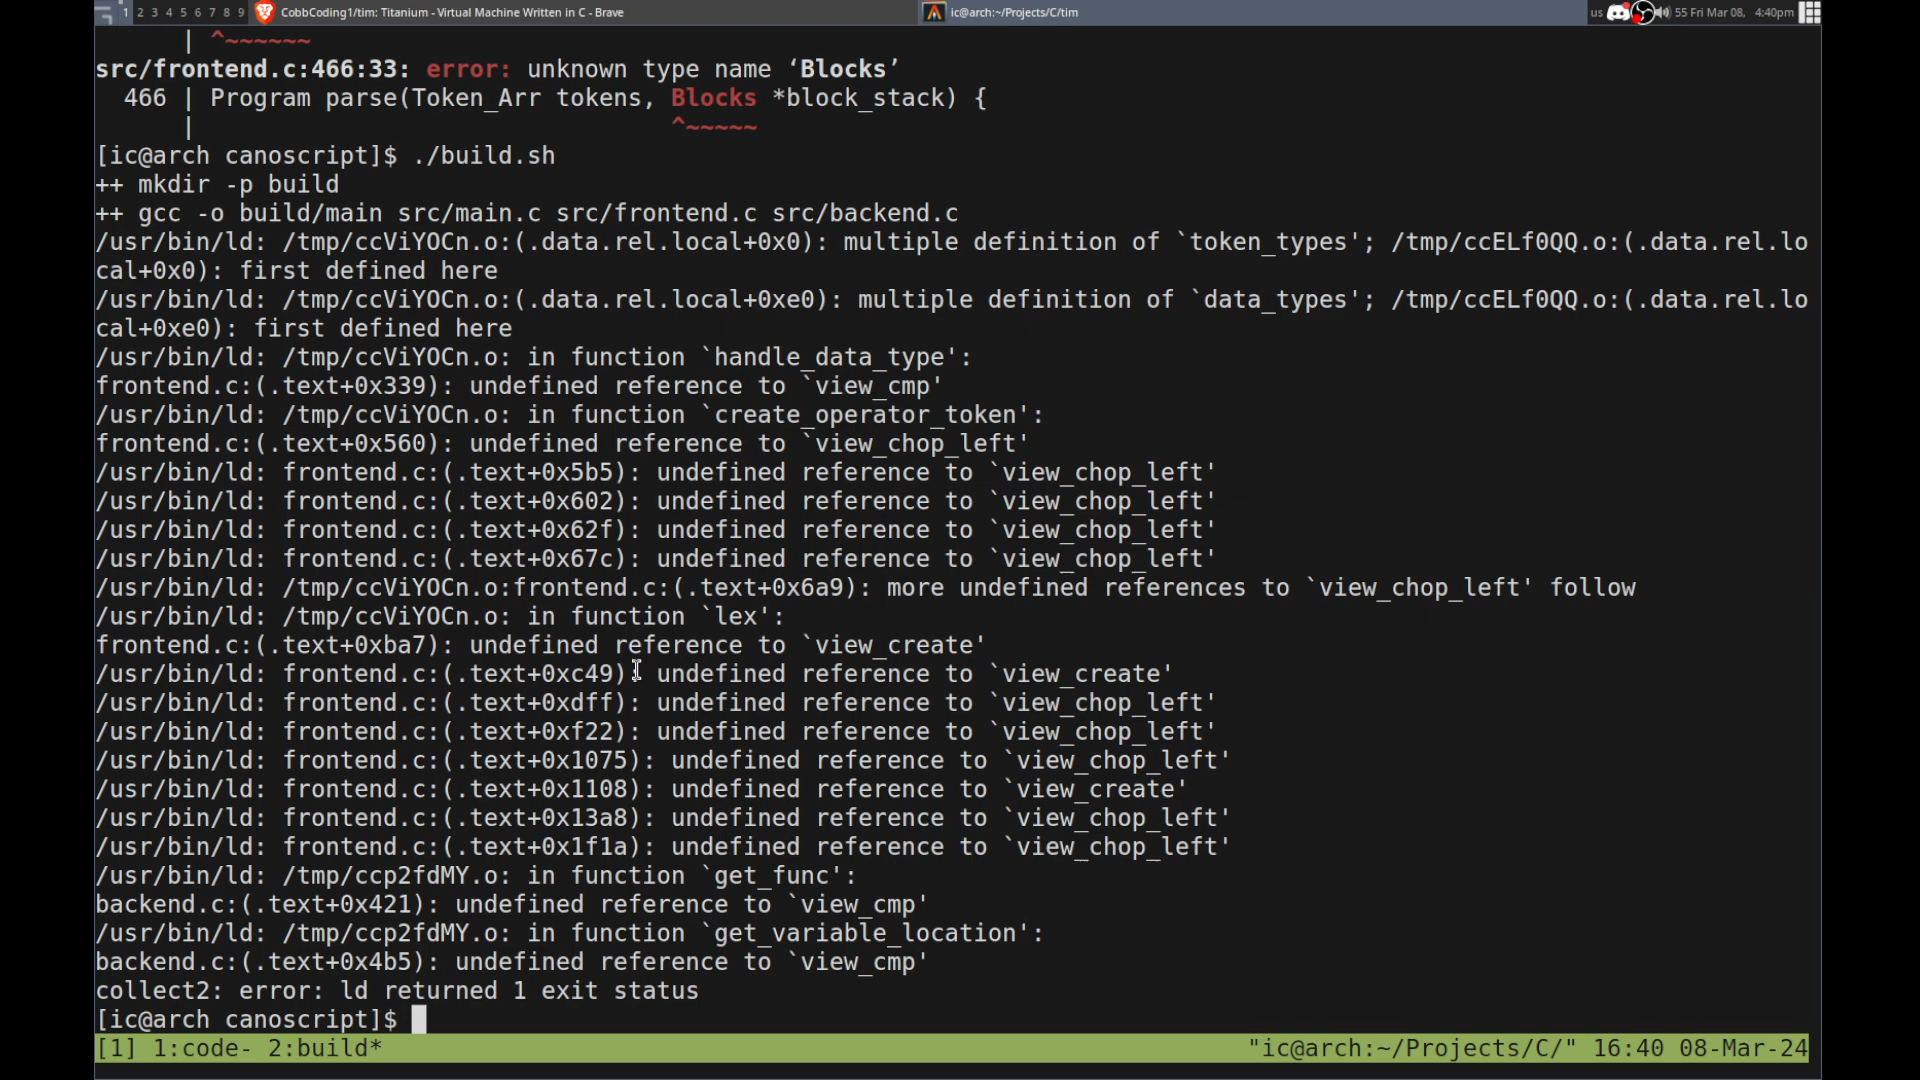 1 2 3 4 5 6 7 8 9 CobbCoding1/tim: Titanium - Virtual Machine Written in C - Brave ic@arch:~/Projects/C/tim us 55 Fri Mar 08, 4:40pm
| ^~~~~~~
src/frontend.c:466:33: error: unknown type name ‘Blocks’
466 | Program parse(Token_Arr tokens, Blocks *block_stack) {
| ^~~~~~
[ic@arch canoscript]$ ./build.sh
++ mkdir -p build
++ gcc -o build/main src/main.c src/frontend.c src/backend.c
/usr/bin/ld: /tmp/ccViYOCn.o:(.data.rel.local+0x0): multiple definition of `token_types'; /tmp/ccELf0QQ.o:(.data.rel.lo
cal+0x0): first defined here
/usr/bin/ld: /tmp/ccViYOCn.o:(.data.rel.local+0xe0): multiple definition of `data_types'; /tmp/ccELf0QQ.o:(.data.rel.lo
cal+0xe0): first defined here
/usr/bin/ld: /tmp/ccViYOCn.o: in function `handle_data_type':
frontend.c:(.text+0x339): undefined reference to `view_cmp'
/usr/bin/ld: /tmp/ccViYOCn.o: in function `create_operator_token':
frontend.c:(.text+0x560): undefined reference to `view_chop_left'
/usr/bin/ld: frontend.c:(.text+0x5b5): undefined reference to `view_chop_left'
/usr/bin/ld: frontend.c:(.text+0x602): undefined reference to `view_chop_left'
/usr/bin/ld: frontend.c:(.text+0x62f): undefined reference to `view_chop_left'
/usr/bin/ld: frontend.c:(.text+0x67c): undefined reference to `view_chop_left'
/usr/bin/ld: /tmp/ccViYOCn.o:frontend.c:(.text+0x6a9): more undefined references to `view_chop_left' follow
/usr/bin/ld: /tmp/ccViYOCn.o: in function `lex':
frontend.c:(.text+0xba7): undefined reference to `view_create'
/usr/bin/ld: frontend.c:(.text+0xc49): undefined reference to `view_create'
/usr/bin/ld: frontend.c:(.text+0xdff): undefined reference to `view_chop_left'
/usr/bin/ld: frontend.c:(.text+0xf22): undefined reference to `view_chop_left'
/usr/bin/ld: frontend.c:(.text+0x1075): undefined reference to `view_chop_left'
/usr/bin/ld: frontend.c:(.text+0x1108): undefined reference to `view_create'
/usr/bin/ld: frontend.c:(.text+0x13a8): undefined reference to `view_chop_left'
/usr/bin/ld: frontend.c:(.text+0x1f1a): undefined reference to `view_chop_left'
/usr/bin/ld: /tmp/ccp2fdMY.o: in function `get_func':
backend.c:(.text+0x421): undefined reference to `view_cmp'
/usr/bin/ld: /tmp/ccp2fdMY.o: in function `get_variable_location':
backend.c:(.text+0x4b5): undefined reference to `view_cmp'
collect2: error: ld returned 1 exit status
[ic@arch canoscript]$
[1] 1:code- 2:build* "ic@arch:~/Projects/C/" 16:40 08-Mar-24